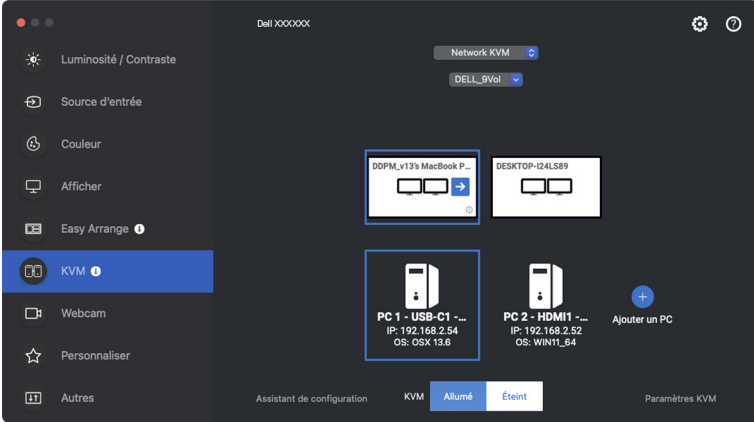 Dell XXXXXX
Network KVM
DELL_9Vol
Luminosité / Contraste
Source d'entrée
Couleur
Afficher
Easy Arrange
KVM
Webcam
Personnaliser
Autres
DDPM_v13's MacBook P...
DESKTOP-I24LS89
PC 1 - USB-C1 -...
IP: 192.168.2.54
OS: OSX 13.6
PC 2 - HDMI1 -...
IP: 192.168.2.52
OS: WIN11_64
Ajouter un PC
Assistant de configuration
KVM
Allumé
Éteint
Paramètres KVM